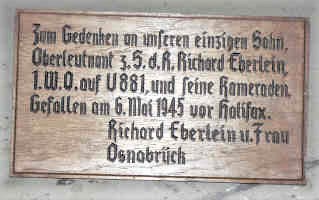 Zum Gedenken an unseren einzigen Sohn,
Oberleutnant z.S.d.R. Richard Eberlein,
1.W.O. auf U 881, und seine Kameraden.
Gefallen am 6. Mai 1945 vor Halifax.
Richard Eberlein u. Frau
Osnabrück